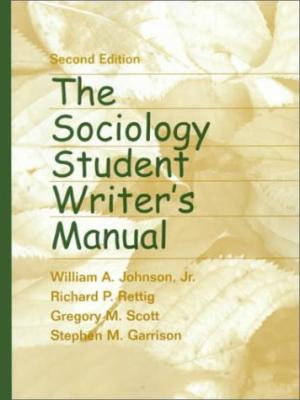 Second Edition
The
Sociology
Student
Writer's
Manual
William A. Johnson, Jr.
Richard P. Rettig
Gregory M. Scott
Stephen M. Garrison